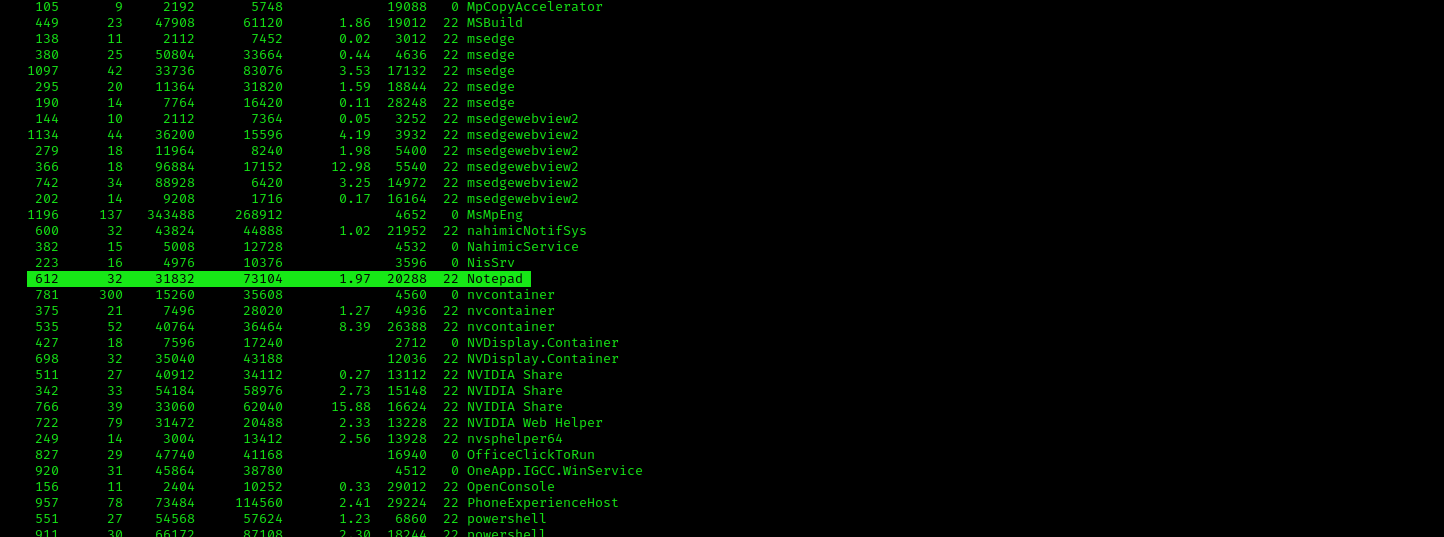 105 9 2192 5748 19088 0 MpCopyAccelerator
449 23 47908 61120 1.86 19012 22 MSBuild
138 11 2112 7452 0.02 3012 22 msedge
380 25 50804 33664 0.44 4636 22 msedge
1097 42 33736 83076 3.53 17132 22 msedge
295 20 11364 31820 1.59 18844 22 msedge
190 14 7764 16420 0.11 28248 22 msedge
144 10 2112 7364 0.05 3252 22 msedgewebview2
1134 44 36200 15596 4.19 3932 22 msedgewebview2
279 18 11964 8240 1.98 5400 22 msedgewebview2
366 18 96884 17152 12.98 5540 22 msedgewebview2
742 34 88928 6420 3.25 14972 22 msedgewebview2
202 14 9208 1716 0.17 16164 22 msedgewebview2
1196 137 343488 268912 4652 0 MsMpEng
600 32 43824 44888 1.02 21952 22 nahimicNotifSys
382 15 5008 12728 4532 0 NahimicService
223 16 4976 10376 3596 0 NisSrv
612 32 31832 73104 1.97 20288 22 Notepad
781 300 15260 35608 4560 0 nvcontainer
375 21 7496 28020 1.27 4936 22 nvcontainer
535 52 40764 36464 8.39 26388 22 nvcontainer
427 18 7596 17240 2712 0 NVDisplay.Container
698 32 35040 43188 12036 22 NVDisplay.Container
511 27 40912 34112 0.27 13112 22 NVIDIA Share
342 33 54184 58976 2.73 15148 22 NVIDIA Share
766 39 33060 62040 15.88 16624 22 NVIDIA Share
722 79 31472 20488 2.33 13228 22 NVIDIA Web Helper
249 14 3004 13412 2.56 13928 22 nvsphelper64
827 29 47740 41168 16940 0 OfficeClickToRun
920 31 45864 38780 4512 0 OneApp.IGCC.WinService
156 11 2404 10252 0.33 29012 22 OpenConsole
957 78 73484 114560 2.41 29224 22 PhoneExperienceHost
551 27 54568 57624 1.23 6860 22 powershell
911 30 66172 87108 2.30 18244 22 powershell